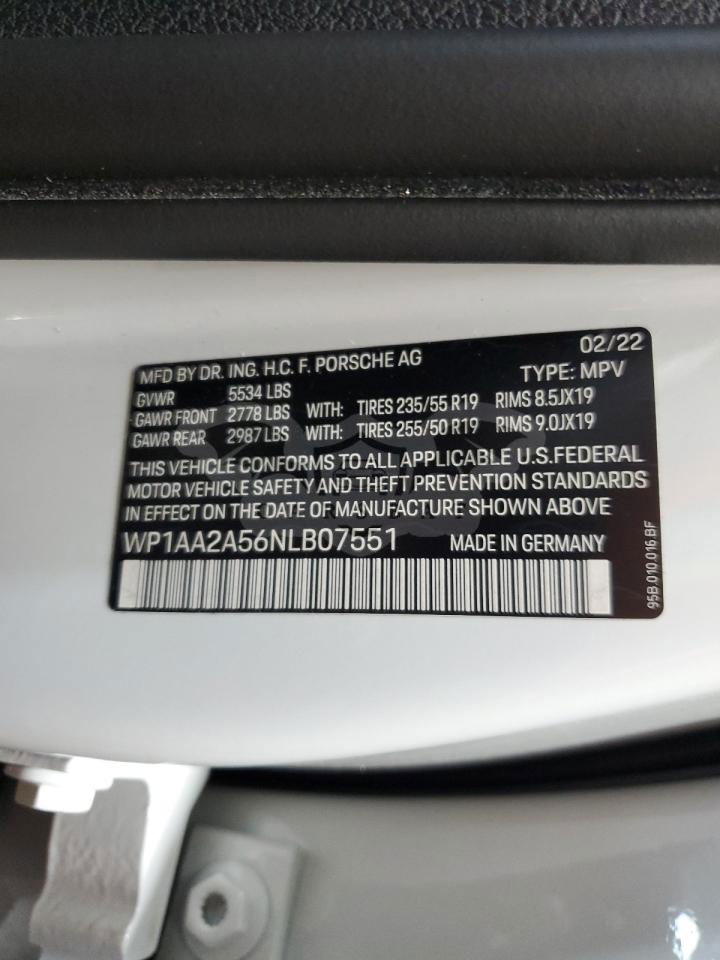 02/22
MFD BY DR. ING. H.C. F. PORSCHE AG TYPE: MPV
GVWR 5534 LBS
GAWR FRONT 2778 LBS WITH: TIRES 235/55 R19 RIMS 8.5JX19
GAWR REAR 2987 LBS WITH: TIRES 255/50 R19 RIMS 9.0JX19
THIS VEHICLE CONFORMS TO ALL APPLICABLE U.S.FEDERAL
MOTOR VEHICLE SAFETY AND THEFT PREVENTION STANDARDS
IN EFFECT ON THE DATE OF MANUFACTURE SHOWN ABOVE
WP1AA2A56NLB07551 MADE IN GERMANY
95B.010.016.BF